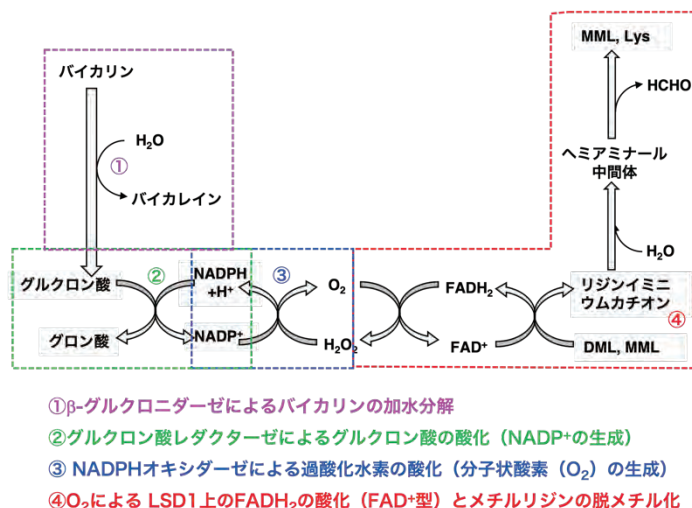 MML, Lys
バイカリン
HCHO
H₂O
ヘミアミナール
中間体
①
バイカレイン
H₂O
グルクロン酸
②
NADPH
+H⁺
③
O₂
FADH₂
リジンイミニ
ウムカチオン
④
グロン酸
NADP⁺
H₂O₂
FAD⁺
DML, MML
①β-グルクロニダーゼによるバイカリンの加水分解
②グルクロン酸レダクターゼによるグルクロン酸の酸化（NADP⁺の生成）
③ NADPHオキシダーゼによる過酸化水素の酸化（分子状酸素（O₂）の生成）
④O₂による LSD1上のFADH₂の酸化（FAD⁺型）とメチルリジンの脱メチル化